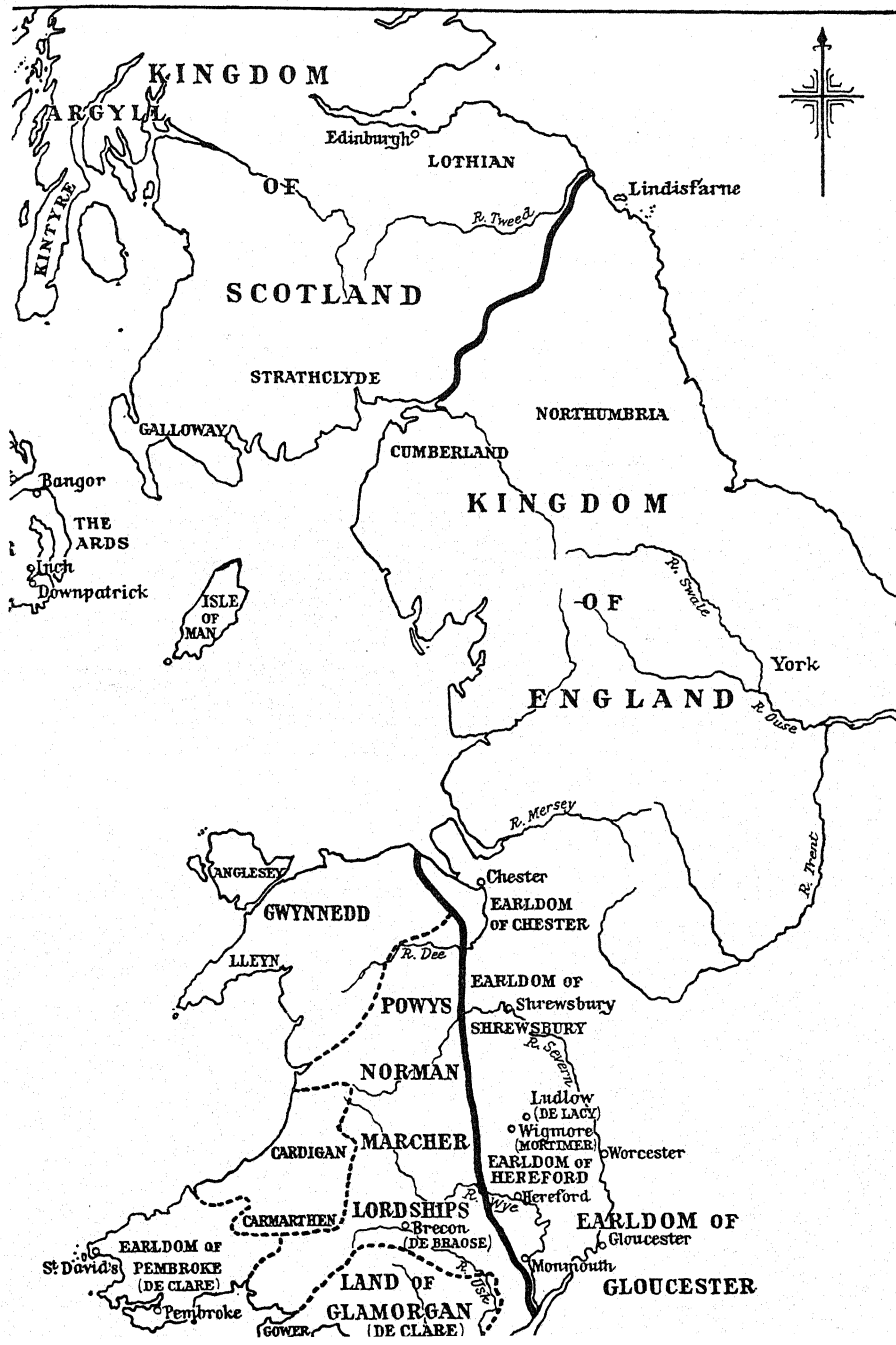 KINGDOM
ARGYLL
Edinburgh
LOTHIAN
OF
Lindisfarne
KINTYRE
R. Tweed
SCOTLAND
STRATHCLYDE
NORTHUMBRIA
GALLOWAY
CUMBERLAND
Bangor
KINGDOM
THE
ARDS
Inch
Downpatrick
R. Swale
ISLE
OF
MAN
OF
York
ENGLAND
R. Ouse
R. Mersey
R. Trent
ANGLESEY
Chester
GWYNNEDD
EARLDOM
OF CHESTER
LLEYN
R. Dee
EARLDOM OF
POWYS
Shrewsbury
SHREWSBURY
R. Severn
NORMAN
Ludlow
(DE LACY)
Wigmore
(MORTIMER)
MARCHER
CARDIGAN
Worcester
EARLDOM OF
HEREFORD
R. Wye
Hereford
LORDSHIPS
CARMARTHEN
Brecon
(DE BRAOSE)
EARLDOM OF
Gloucester
GLOUCESTER
EARLDOM OF
PEMBROKE
(DE CLARE)
St. David's
Monmouth
R. Usk
LAND OF
GLAMORGAN
(DE CLARE)
Pembroke
GOWER